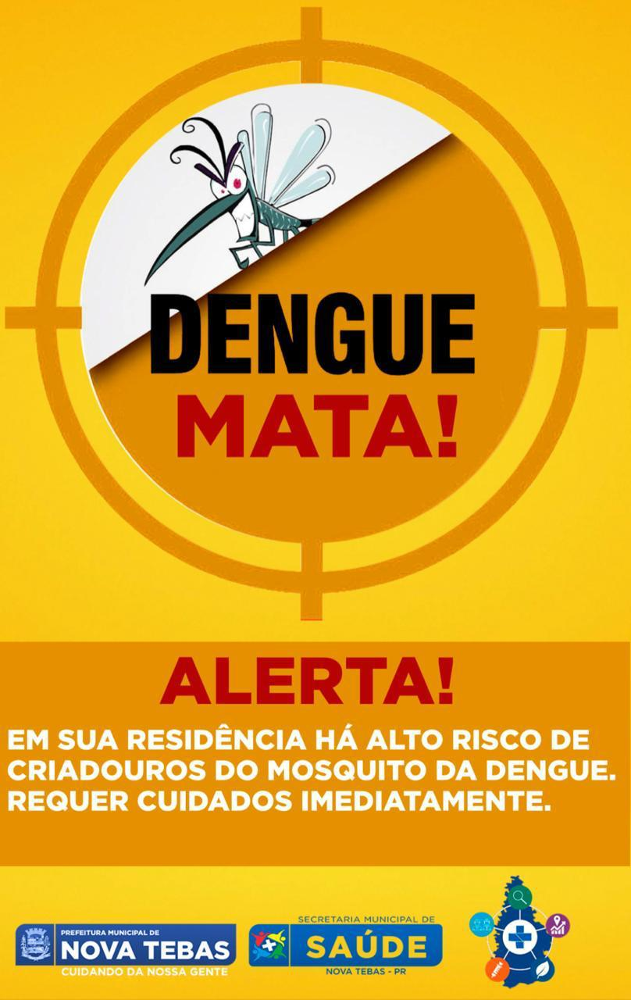 DENGUE
MATA!
ALERTA!
EM SUA RESIDÊNCIA HÁ ALTO RISCO DE
CRIADOUROS DO MOSQUITO DA DENGUE.
REQUER CUIDADOS IMEDIATAMENTE.
PREFEITURA MUNICIPAL DE
NOVA TEBAS
CUIDANDO DA NOSSA GENTE
SECRETARIA MUNICIPAL DE
SAÚDE
NOVA TEBAS - PR